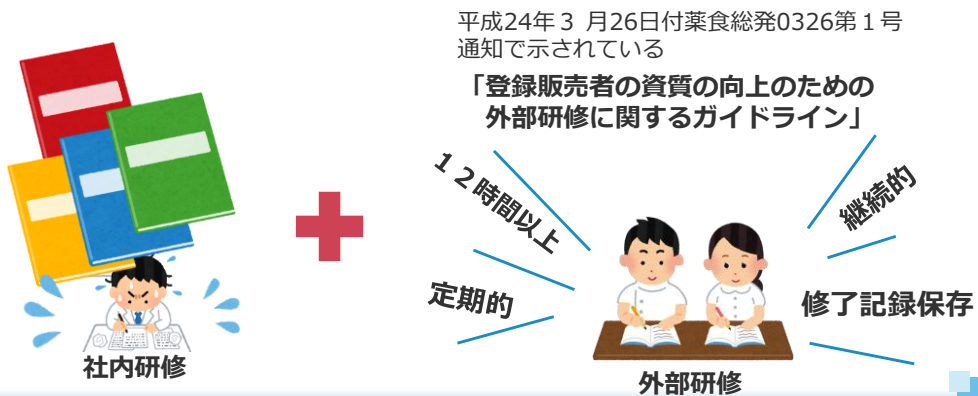 平成24年３月26日付薬食総発0326第１号
通知で示されている
「登録販売者の資質の向上のための
外部研修に関するガイドライン」
１２時間以上
継続的
定期的
修了記録保存
社内研修
外部研修